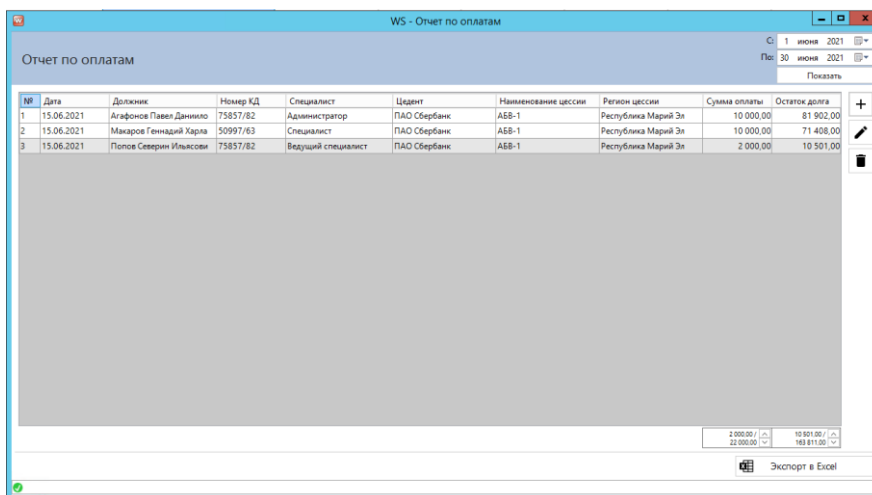 WS - Отчет по оплатам
С: 1 июня 2021
Отчет по оплатам
По: 30 июня 2021
Показать
№ Дата Должник Номер КД Специалист Цедент Наименование цессии Регион цессии Сумма оплаты Остаток долга
1 15.06.2021 Агафонов Павел Даниило 75857/82 Администратор ПАО Сбербанк АБВ-1 Республика Марий Эл 10 000,00 81 902,00
2 15.06.2021 Макаров Геннадий Харла 50997/63 Специалист ПАО Сбербанк АБВ-1 Республика Марий Эл 10 000,00 71 408,00
3 15.06.2021 Попов Северин Ильясови 75857/82 Ведущий специалист ПАО Сбербанк АБВ-1 Республика Марий Эл 2 000,00 10 501,00
2 000,00 / 10 501,00 /
22 000,00 163 811,00
Экспорт в Excel